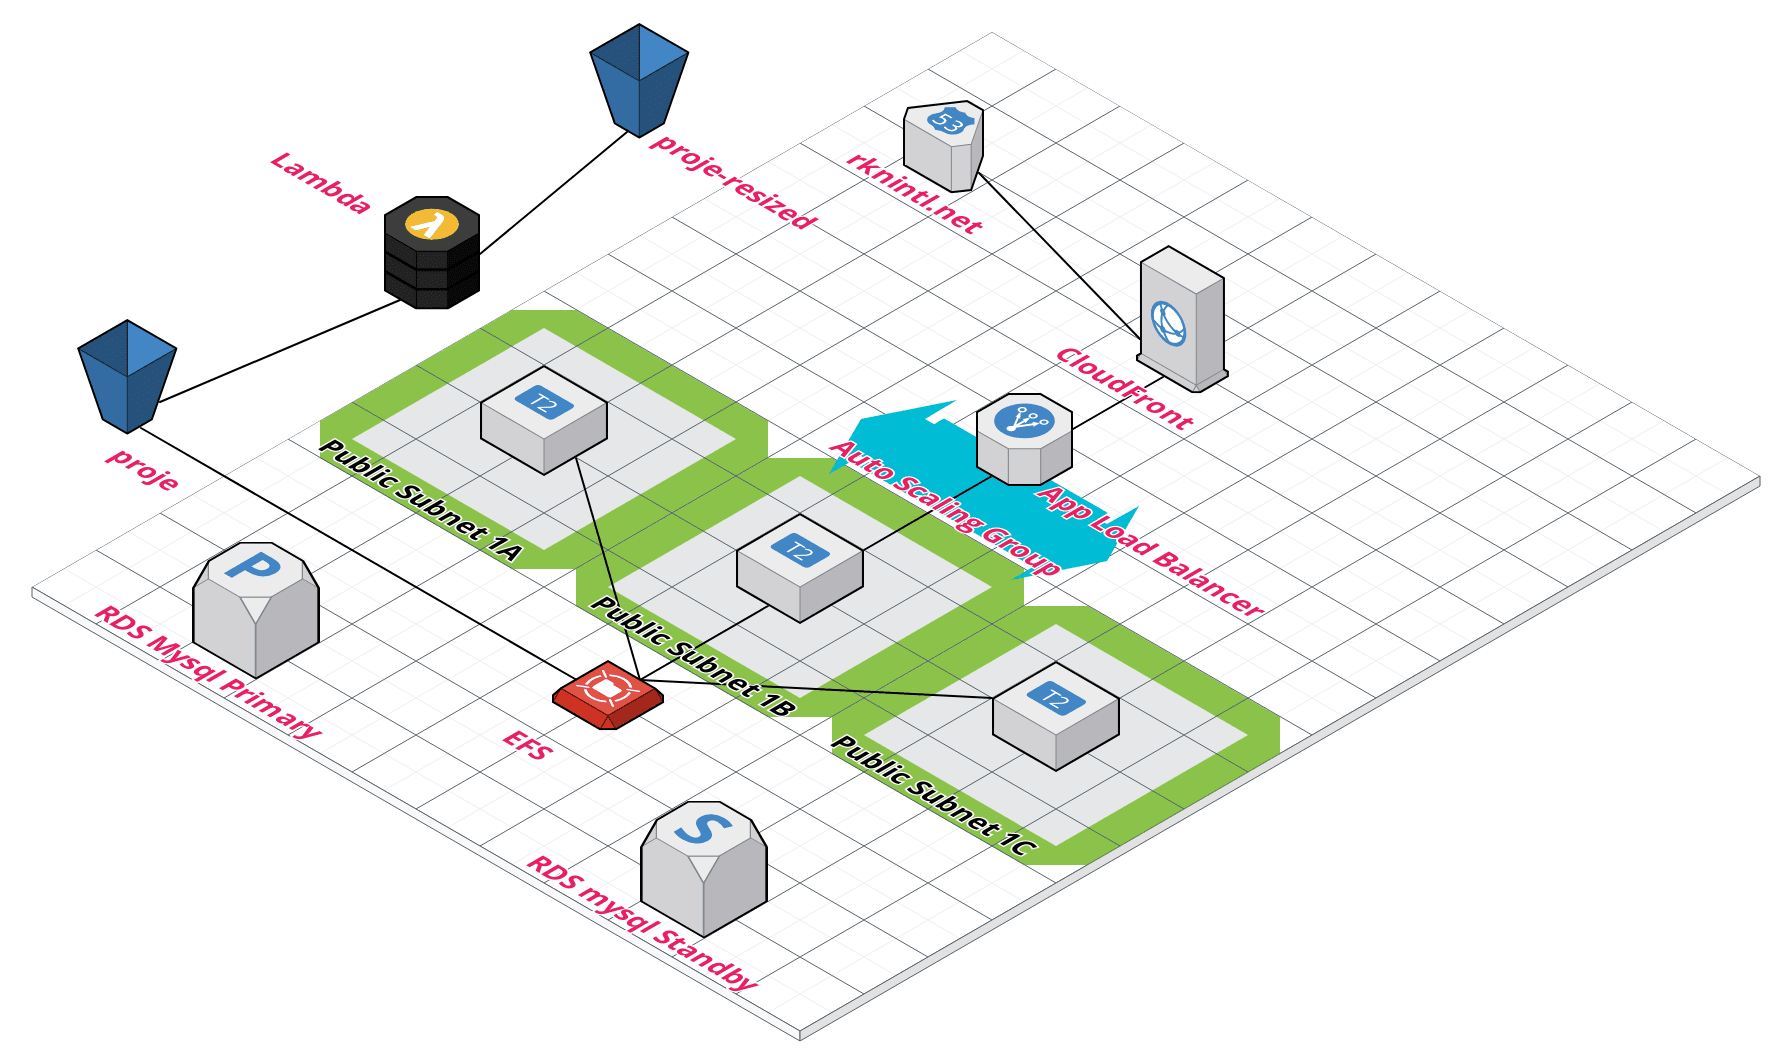 Lambda
proje-resized
53
rknintl.net
proje
CloudFront
T2
Public Subnet 1A
Auto Scaling Group
App Load Balancer
T2
Public Subnet 1B
P
RDS Mysql Primary
EFS
T2
Public Subnet 1C
S
RDS mysql Standby